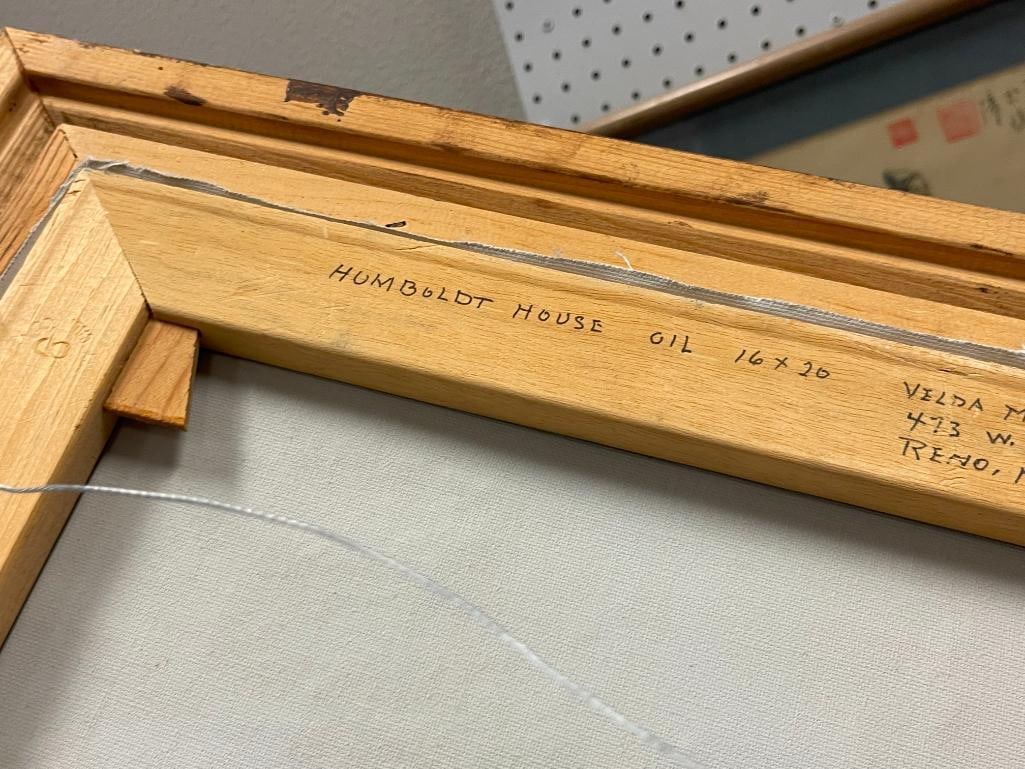 HUMBOLDT HOUSE OIL 16 X 20
VELDA
473 W.
RENO,